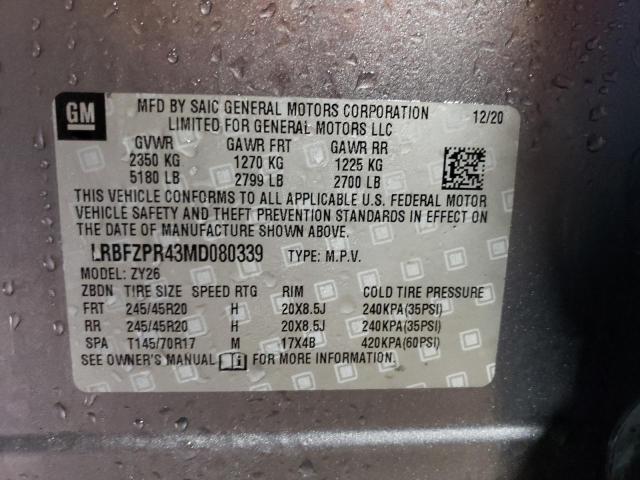 GM
MFD BY SAIC GENERAL MOTORS CORPORATION 12/20
LIMITED FOR GENERAL MOTORS LLC
GVWR GAWR FRT GAWR RR
2350 KG 1270 KG 1225 KG
5180 LB 2799 LB 2700 LB
THIS VEHICLE CONFORMS TO ALL APPLICABLE U.S. FEDERAL MOTOR
VEHICLE SAFETY AND THEFT PREVENTION STANDARDS IN EFFECT ON
THE DATE OF MANUFACTURE SHOWN ABOVE.
LRBFZPR43MD080339 TYPE: M.P.V.
MODEL: ZY26
ZBDN TIRE SIZE SPEED RTG RIM COLD TIRE PRESSURE
FRT 245/45R20 H 20X8.5J 240KPA(35PSI)
RR 245/45R20 H 20X8.5J 240KPA(35PSI)
SPA T145/70R17 M 17X4B 420KPA(60PSI)
SEE OWNER'S MANUAL FOR MORE INFORMATION